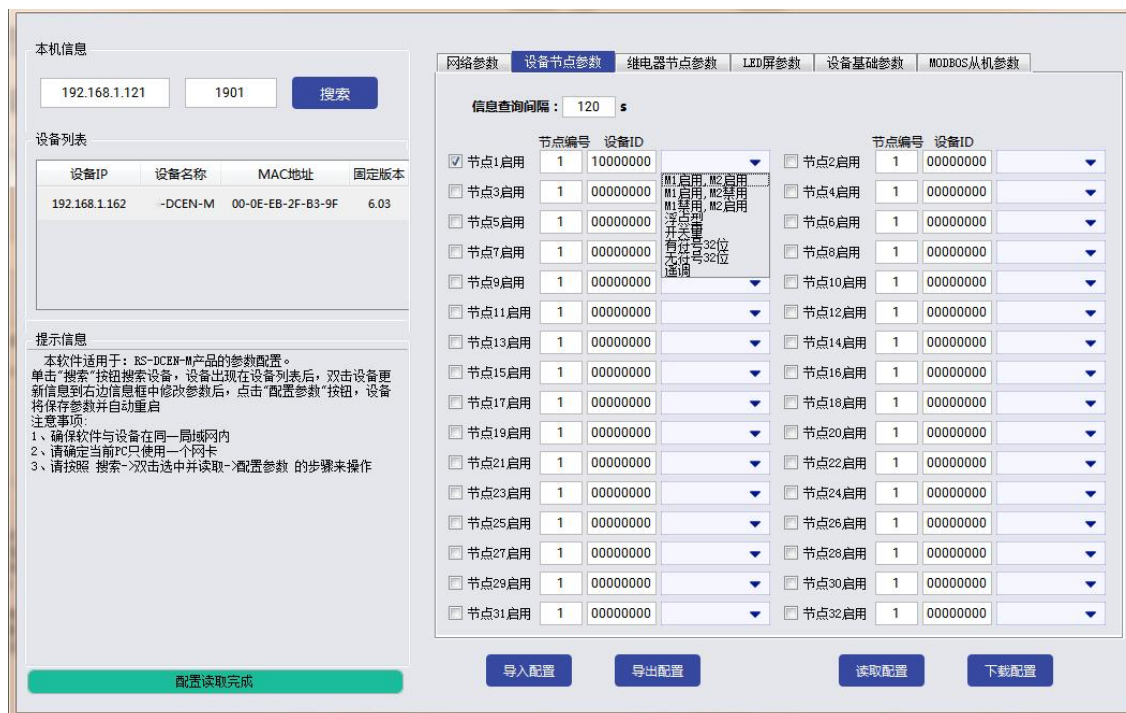 本机信息
192.168.1.121 1901 搜索
设备列表
设备IP 设备名称 MAC地址 固定版本
192.168.1.162 -DCEN-M 00-0E-EB-2F-B3-9F 6.03
提示信息
本软件适用于: RS-DCEN-M产品的参数配置。
单击“搜索”按钮搜索设备，设备出现在设备列表后，双击设备更
新信息到右边信息框中修改参数后，点击“配置参数”按钮，设备
将保存参数并自动重启
注意事项:
1、确保软件与设备在同一局域网内
2、请确定当前PC只使用一个网卡
3、请按照 搜索->双击选中并读取->配置参数 的步骤来操作
配置读取完成
网络参数 设备节点参数 继电器节点参数 LED屏参数 设备基础参数 MODBOS从机参数
信息查询间隔： 120 s
节点编号 设备ID 节点编号 设备ID
节点1启用 1 10000000 节点2启用 1 00000000
节点3启用 1 00000000 节点4启用 1 00000000
节点5启用 1 00000000 节点6启用 1 00000000
节点7启用 1 00000000 节点8启用 1 00000000
节点9启用 1 00000000 节点10启用 1 00000000
M1启用,M2启用
M1启用,M2禁用
M1禁用,M2启用
浮点型
开关量
有符号32位
无符号32位
遥调
节点11启用 1 00000000 节点12启用 1 00000000
节点13启用 1 00000000 节点14启用 1 00000000
节点15启用 1 00000000 节点16启用 1 00000000
节点17启用 1 00000000 节点18启用 1 00000000
节点19启用 1 00000000 节点20启用 1 00000000
节点21启用 1 00000000 节点22启用 1 00000000
节点23启用 1 00000000 节点24启用 1 00000000
节点25启用 1 00000000 节点26启用 1 00000000
节点27启用 1 00000000 节点28启用 1 00000000
节点29启用 1 00000000 节点30启用 1 00000000
节点31启用 1 00000000 节点32启用 1 00000000
导入配置 导出配置 读取配置 下载配置